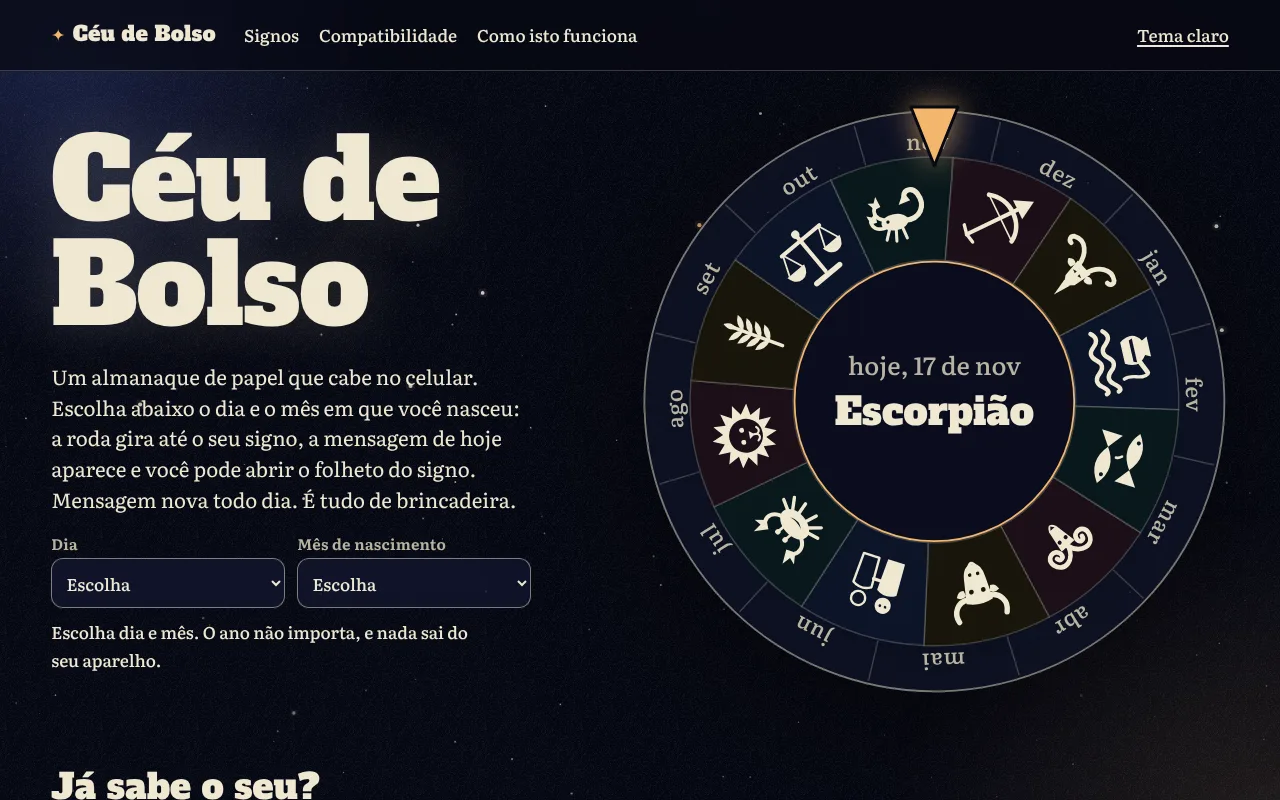 ✦ Céu de Bolso
Signos
Compatibilidade
Como isto funciona
Tema claro
Céu de
Bolso
Um almanaque de papel que cabe no celular.
Escolha abaixo o dia e o mês em que você nasceu:
a roda gira até o seu signo, a mensagem de hoje
aparece e você pode abrir o folheto do signo.
Mensagem nova todo dia. É tudo de brincadeira.
Dia
Mês de nascimento
Escolha
Escolha
Escolha dia e mês. O ano não importa, e nada sai do
seu aparelho.
dez
jan
fev
mar
abr
mai
jun
jul
ago
set
out
hoje, 17 de nov
Escorpião
Já sabe o seu?